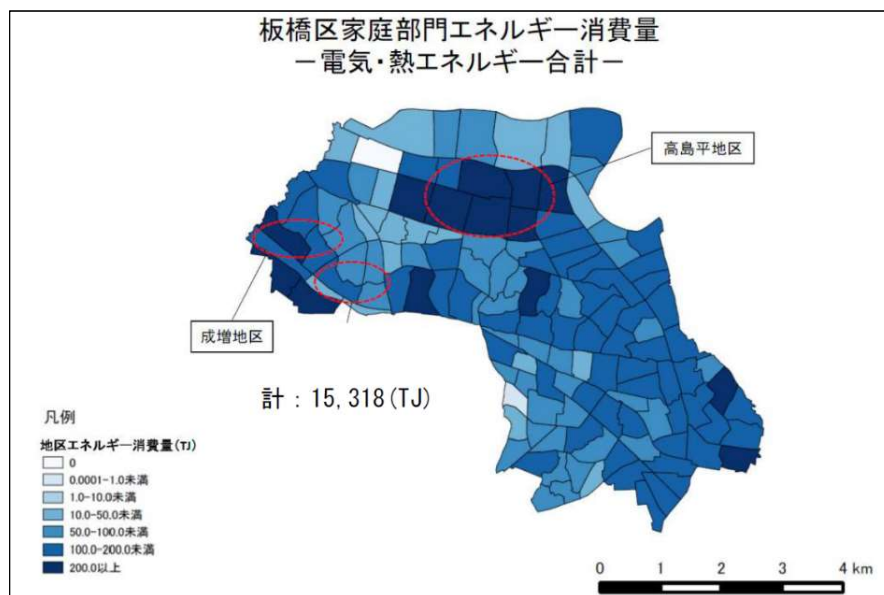 板橋区家庭部門エネルギー消費量
－電気・熱エネルギー合計－
高島平地区
成増地区
計：15,318(TJ)
凡例
地区エネルギー消費量(TJ)
0
0.0001-1.0未満
1.0-10.0未満
10.0-50.0未満
50.0-100.0未満
100.0-200.0未満
200.0以上
0 1 2 3 4 km